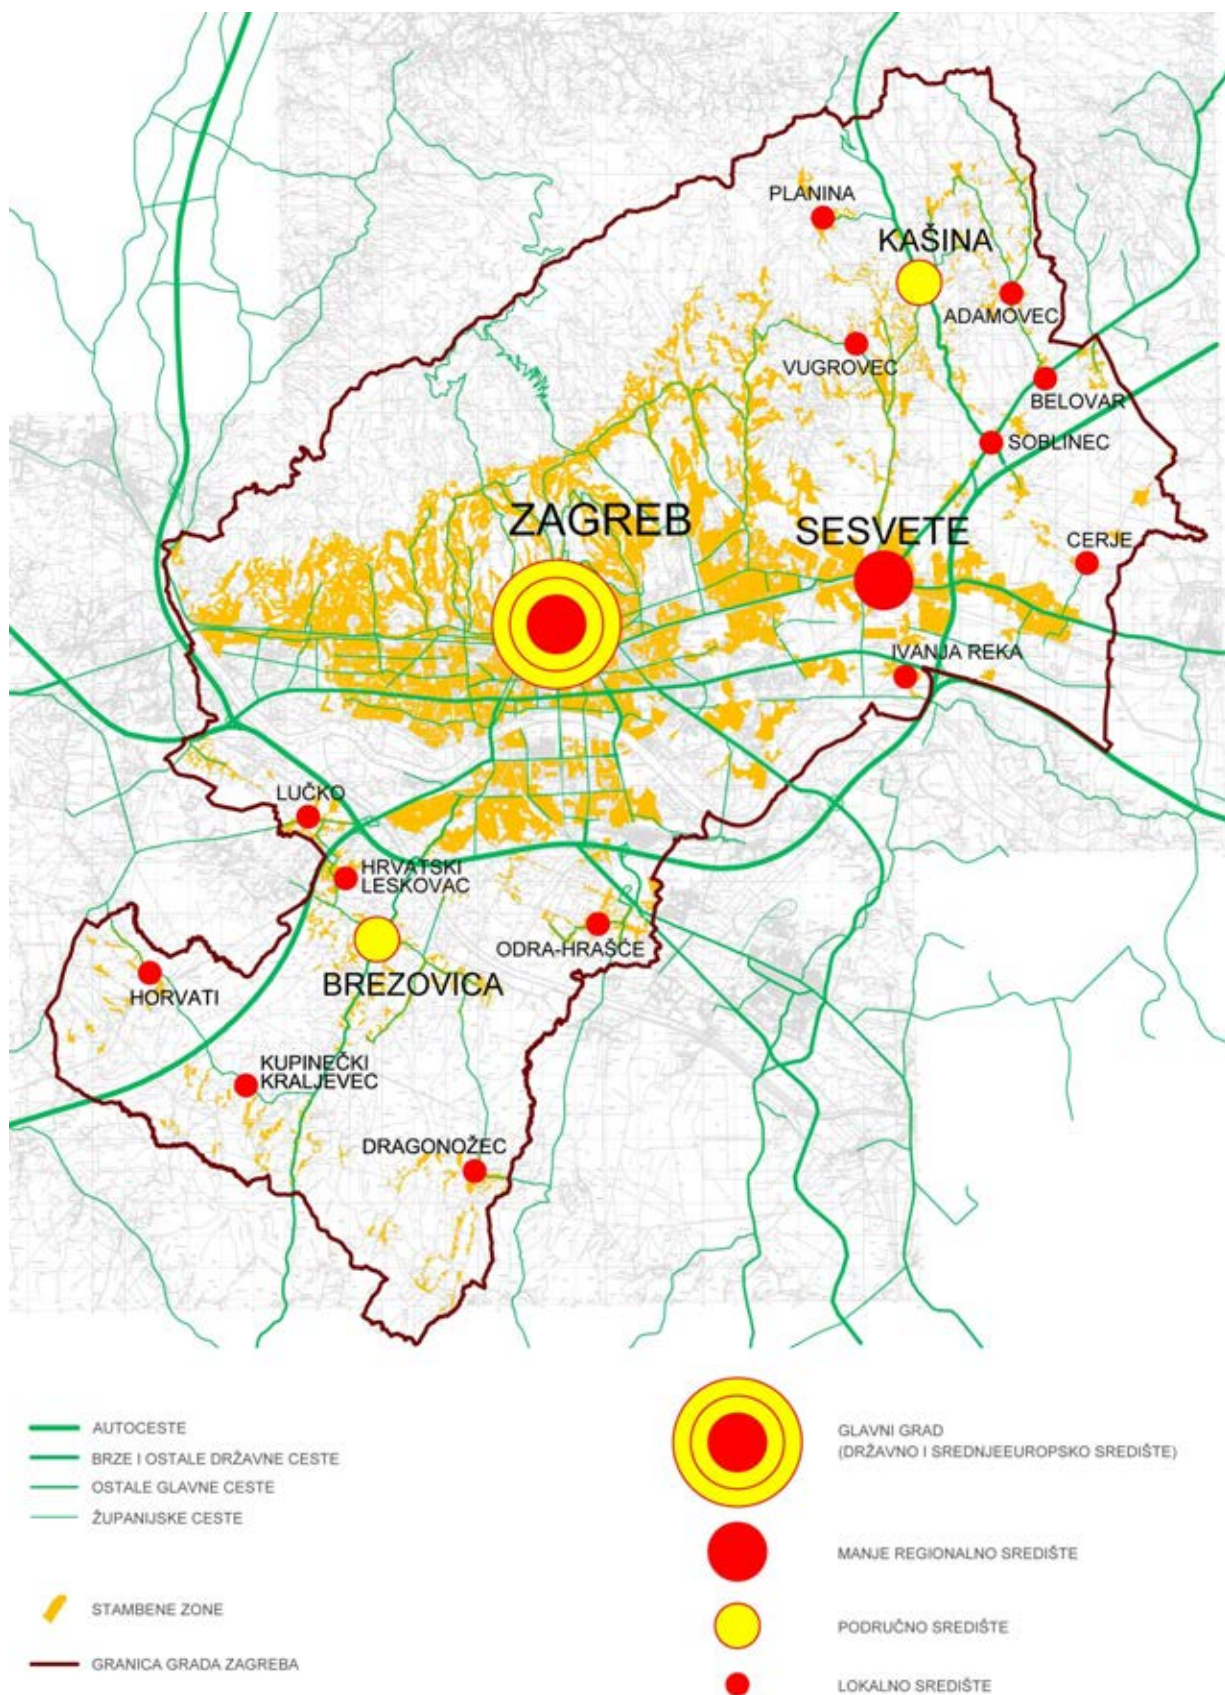 PLANINA
KAŠINA
ADAMOVEC
VUGROVEC
BELOVAR
SOBLINEC
ZAGREB
SESVETE
CERJE
IVANJA REKA
LUČKO
HRVATSKI
LESKOVAC
ODRA-HRAŠĆE
BREZOVICA
HORVATI
KUPINEČKI
KRALJEVEC
DRAGONOŽEC
AUTOCESTE
BRZE I OSTALE DRŽAVNE CESTE
OSTALE GLAVNE CESTE
ŽUPANIJSKE CESTE
STAMBENE ZONE
GRANICA GRADA ZAGREBA
GLAVNI GRAD
(DRŽAVNO I SREDNJEEUROPSKO SREDIŠTE)
MANJE REGIONALNO SREDIŠTE
PODRUČNO SREDIŠTE
LOKALNO SREDIŠTE